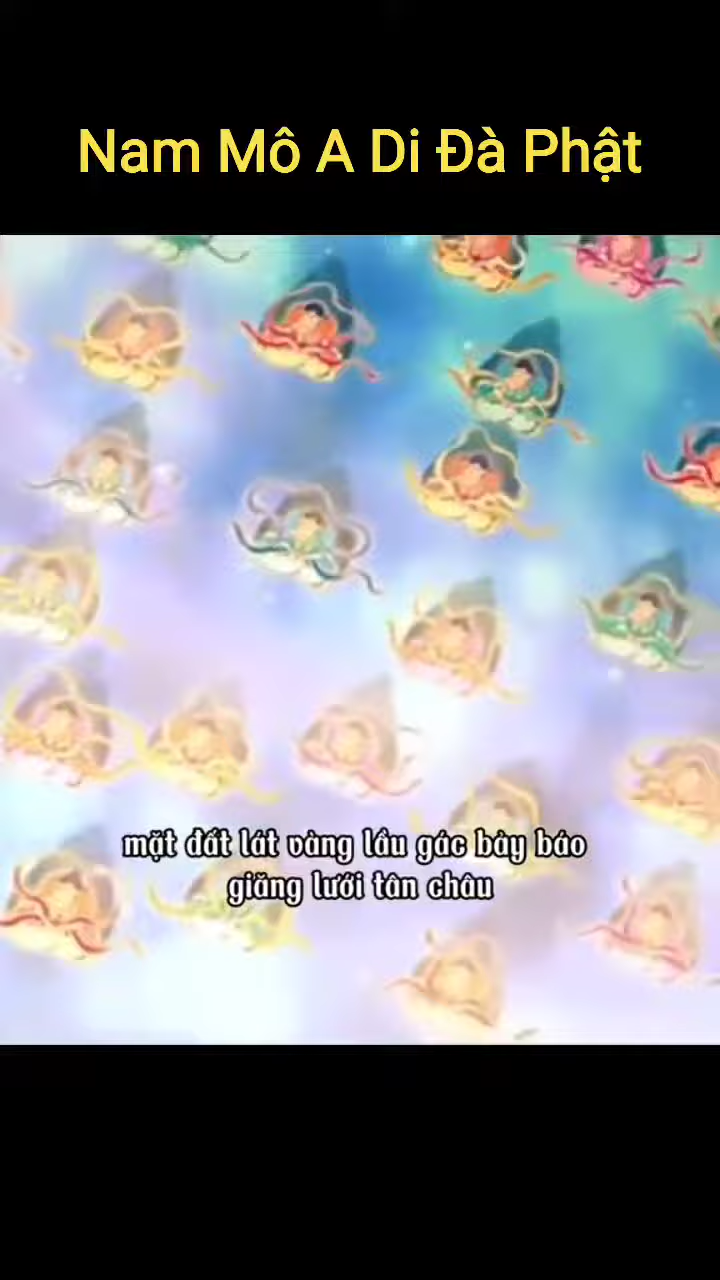 Nam Mô A Di Đà Phật
mặt đất lát vàng lầu gác bảy báo
giăng lưới tân châu